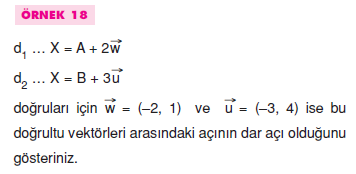 ÖRNEK 18
d₁ ... X = A + 2w⃗
d₂ ... X = B + 3u⃗
doğruları için w⃗ = (–2, 1) ve u⃗ = (–3, 4) ise bu
doğrultu vektörleri arasındaki açının dar açı olduğunu
gösteriniz.